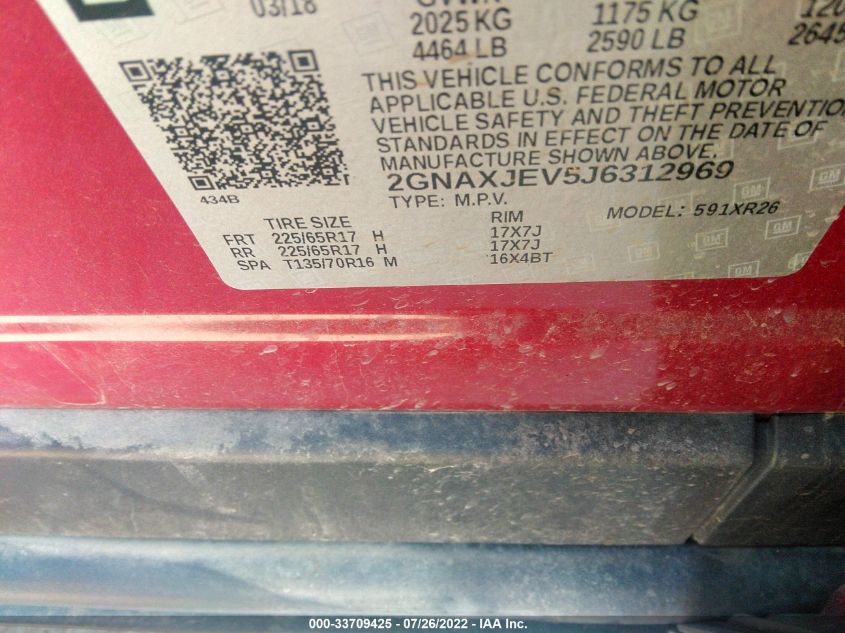 03/18
2025 KG 1175 KG
4464 LB 2590 LB
THIS VEHICLE CONFORMS TO ALL
APPLICABLE U.S. FEDERAL MOTOR
VEHICLE SAFETY AND THEFT PREVENTION
STANDARDS IN EFFECT ON THE DATE OF
MANUFACTURE SHOWN ABOVE.
2GNAXJEV5J6312969
434B TYPE: M.P.V. MODEL: 591XR26
TIRE SIZE RIM
FRT 225/65R17 H 17X7J
RR 225/65R17 H 17X7J
SPA T135/70R16 M 16X4BT
GM
GM
GM
000-33709425 - 07/26/2022 - IAA Inc.